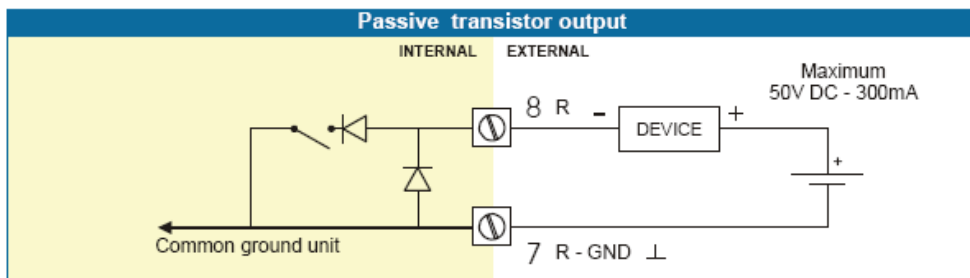 Passive transistor output
INTERNAL EXTERNAL
Maximum
50V DC - 300mA
8 R - DEVICE +
+
Common ground unit
7 R - GND ⊥